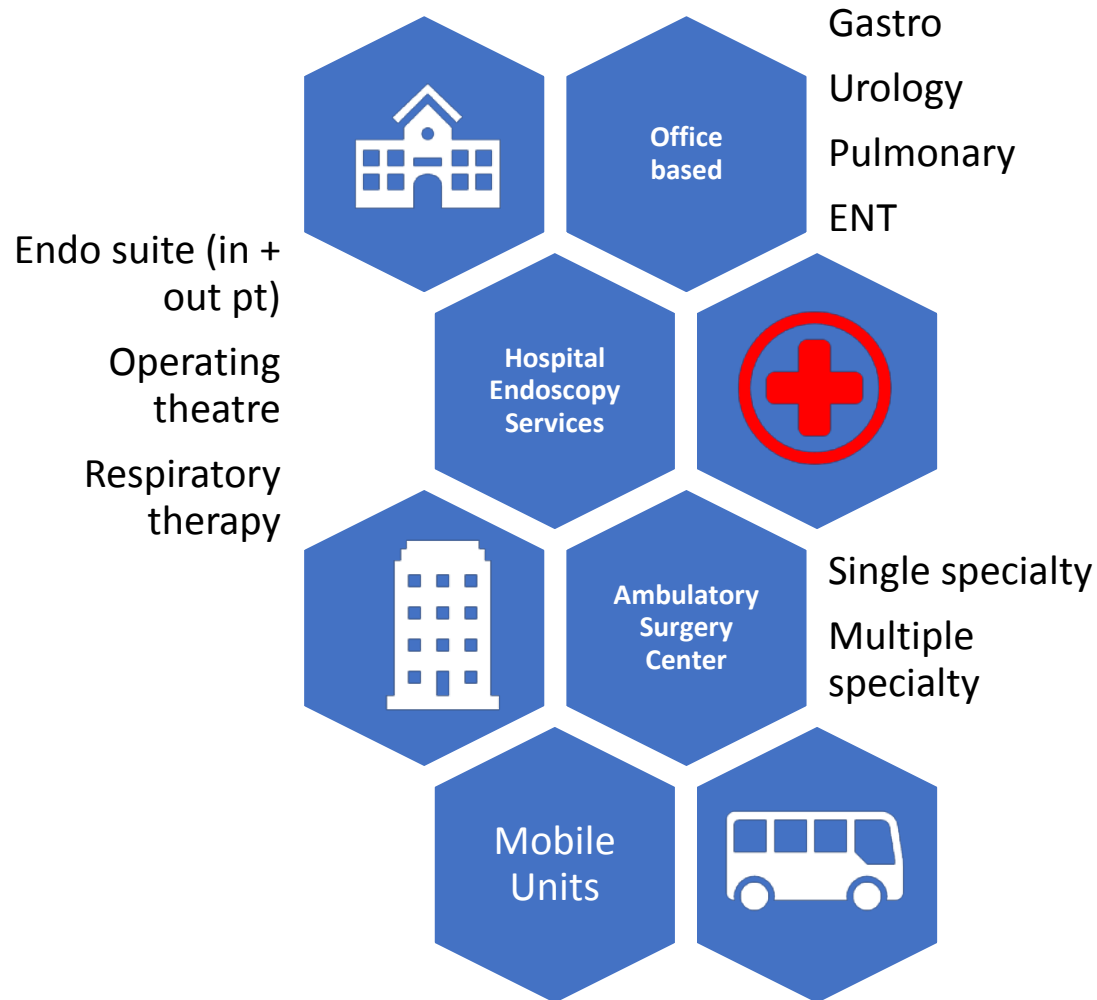 Office
based
Gastro
Urology
Pulmonary
ENT
Hospital
Endoscopy
Services
Endo suite (in +
out pt)
Operating
theatre
Respiratory
therapy
Ambulatory
Surgery
Center
Single specialty
Multiple
specialty
Mobile
Units